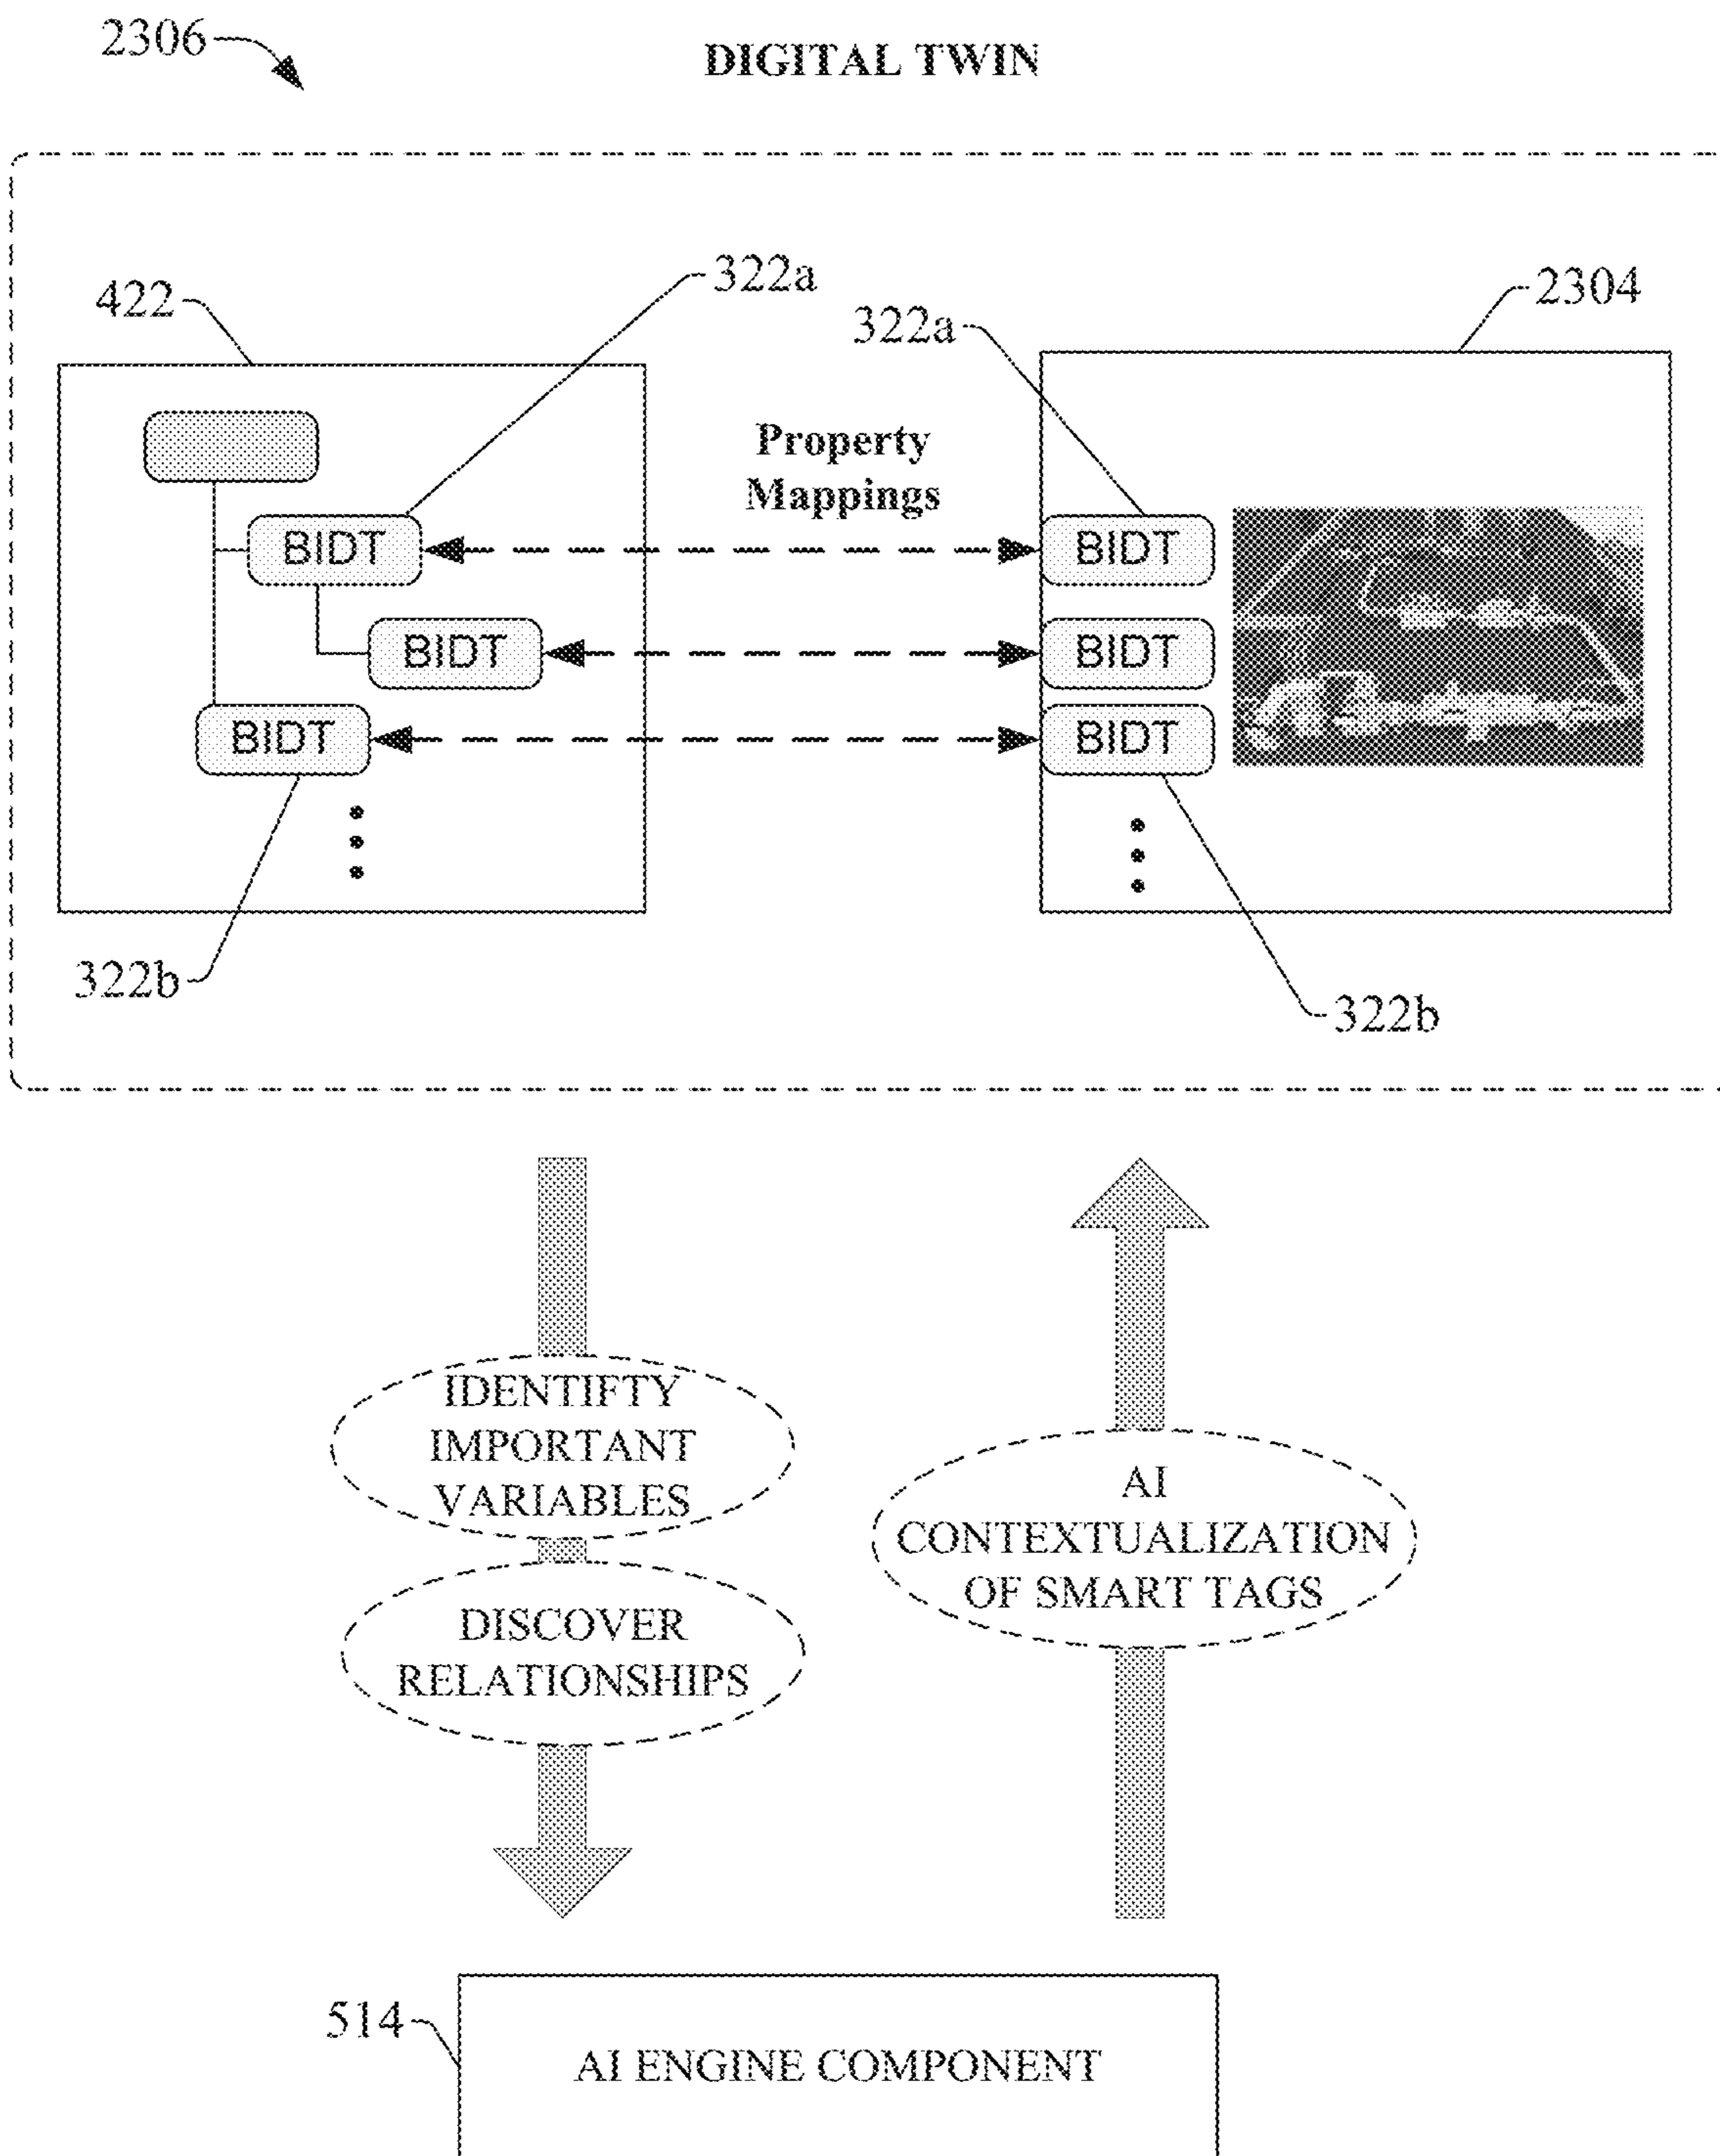 2306
DIGITAL TWIN
422
322a
322a
2304
Property
Mappings
BIDT
BIDT
BIDT
BIDT
BIDT
BIDT
322b
322b
IDENTIFTY
IMPORTANT
VARIABLES
DISCOVER
RELATIONSHIPS
AI
CONTEXTUALIZATION
OF SMART TAGS
514
AI ENGINE COMPONENT